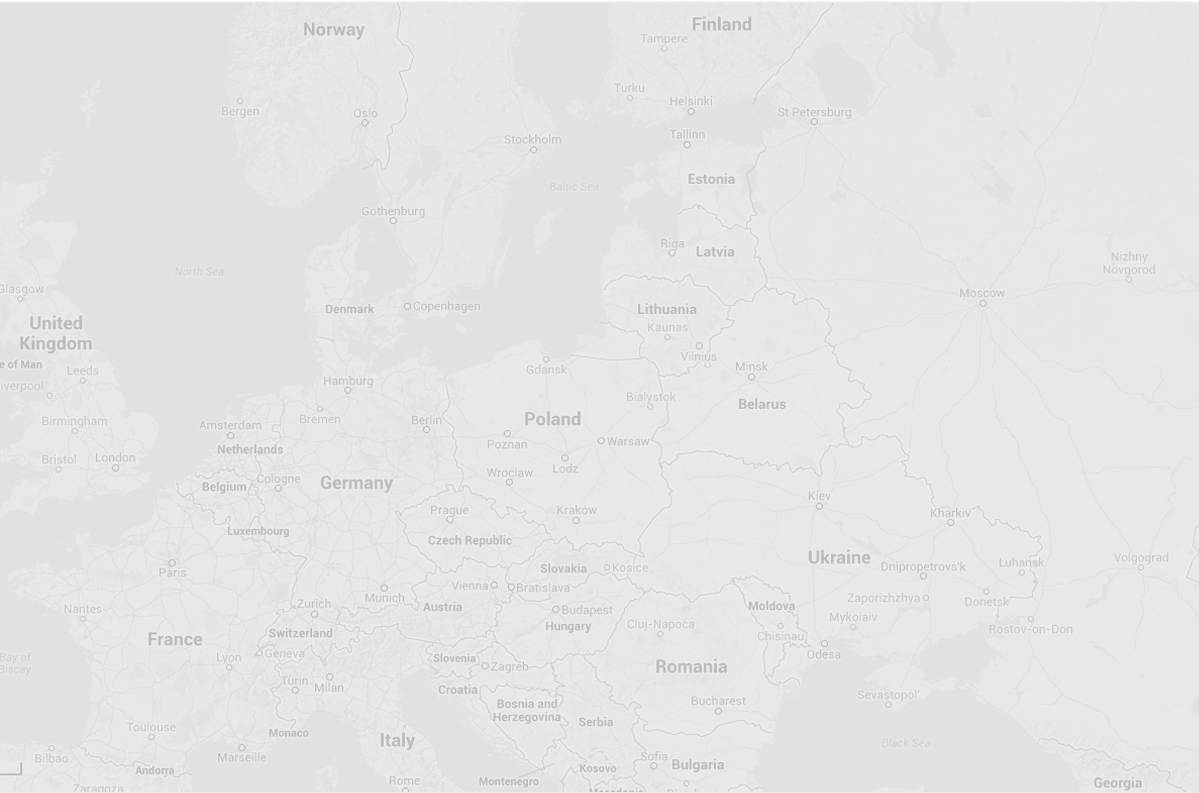 Norway
Finland
Tampere
Turku
Helsinki
Bergen
Oslo
St Petersburg
Stockholm
Tallinn
Baltic Sea
Estonia
Gothenburg
Riga
Latvia
North Sea
Nizhny
Novgorod
Glasgow
Moscow
Denmark
Copenhagen
Lithuania
Kaunas
United
Kingdom
Vilnius
e of Man
Leeds
Gdansk
Minsk
iverpool
Hamburg
Bialystok
Belarus
Birmingham
Bremen
Berlin
Poland
Amsterdam
Poznan
Warsaw
Netherlands
Bristol
London
Lodz
Wroclaw
Belgium
Cologne
Germany
Kiev
Prague
Kraków
Kharkiv
Luxembourg
Czech Republic
Ukraine
Volgograd
Paris
Slovakia
Kosice
Dnipropetrovs'k
Luhansk
Vienna
Bratislava
Munich
Zaporizhzhya
Donetsk
Nantes
Zurich
Austria
Budapest
Moldova
Mykolaiv
Hungary
Cluj-Napoca
Rostov-on-Don
France
Switzerland
Chisinau
Geneva
Odesa
Bay of
Biscay
Lyon
Slovenia
Zagreb
Romania
Turin
Milan
Croatia
Sevastopol'
Bosnia and
Herzegovina
Bucharest
Toulouse
Serbia
Monaco
Italy
Black Sea
Bilbao
Marseille
Sofia
Bulgaria
Andorra
Kosovo
Rome
Montenegro
Georgia
Zaragoza